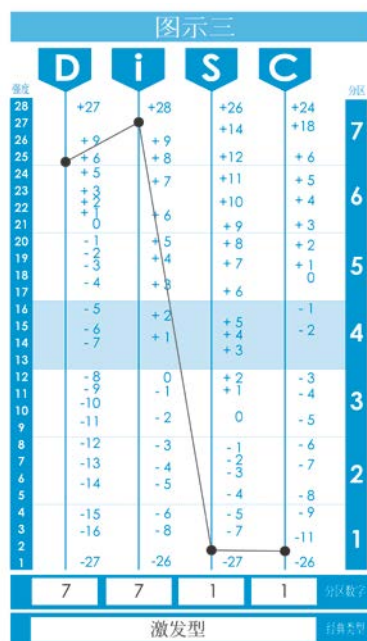 图示三
D i S C
强度 分区
28 +27 +28 +26 +24
27 +14 +18 7
26 +9 +9
25 +6 +8 +12 +6
24 +5 +7 +11 +5
23 +3 6
22 +2 +10 +4
+1 +6
21 0 +9 +3
20 -1 +5 +8 +2
19 -2 +4 +7 +1 5
18 -3 0
17 -4 +3 +6
16 -5 +2 -1
15 -6 +5 -2 4
14 -7 +1 +4
13 +3
12 -8 0 +2 -3
11 -9 -1 +1 -4 3
10 -10
9 -11 -2 0 -5
8 -12 -3 -1 -6
7 -13 -4 -2 -7 2
6 -14 -5 -3
5 -4 -8
4 -15 -6 -5 -9
3 -16 -8 -7
2 -11 1
1 -27 -26 -27 -26
7 7 1 1 分区数字
激发型 经典类型